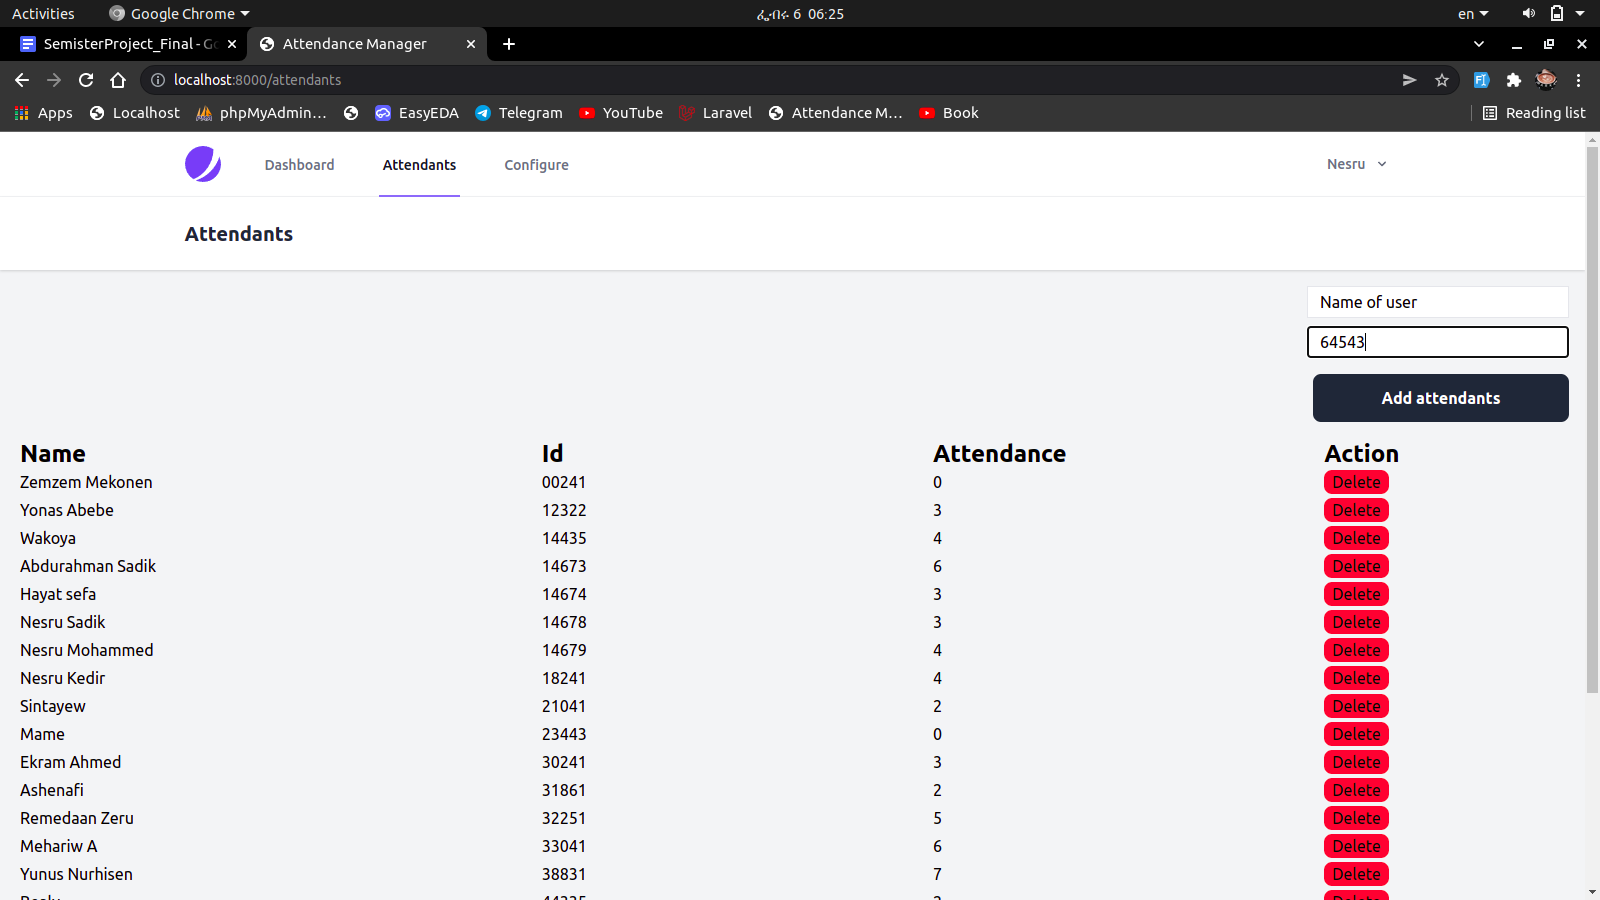 Activities Google Chrome ፌብሩ 6 06:25 en
SemisterProject_Final - Go Attendance Manager
localhost:8000/attendants
Apps Localhost phpMyAdmin... EasyEDA Telegram YouTube Laravel Attendance M... Book Reading list
Dashboard Attendants Configure Nesru
Attendants
Name of user
64543
Add attendants
Name Id Attendance Action
Zemzem Mekonen 00241 0 Delete
Yonas Abebe 12322 3 Delete
Wakoya 14435 4 Delete
Abdurahman Sadik 14673 6 Delete
Hayat sefa 14674 3 Delete
Nesru Sadik 14678 3 Delete
Nesru Mohammed 14679 4 Delete
Nesru Kedir 18241 4 Delete
Sintayew 21041 2 Delete
Mame 23443 0 Delete
Ekram Ahmed 30241 3 Delete
Ashenafi 31861 2 Delete
Remedaan Zeru 32251 5 Delete
Mehariw A 33041 6 Delete
Yunus Nurhisen 38831 7 Delete